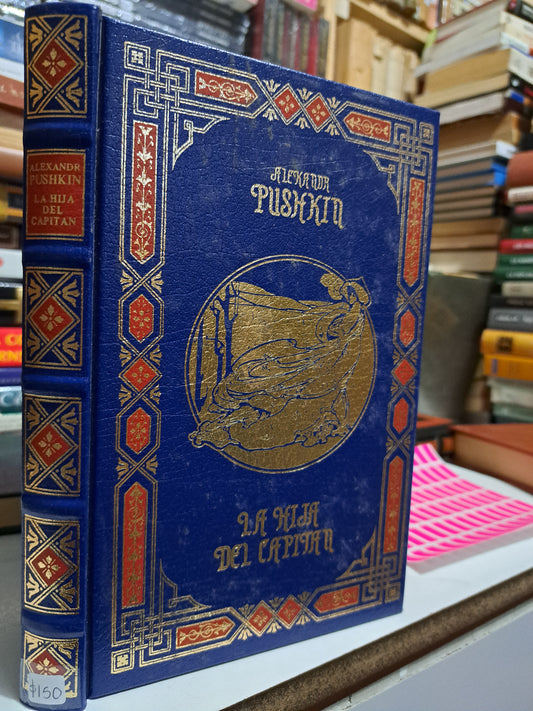 ALEXANDR
PUSHKIN
LA HIJA
DEL
CAPITAN
$150
ALEXANDR
PUSHKIN
LA HIJA
DEL CAPITAN